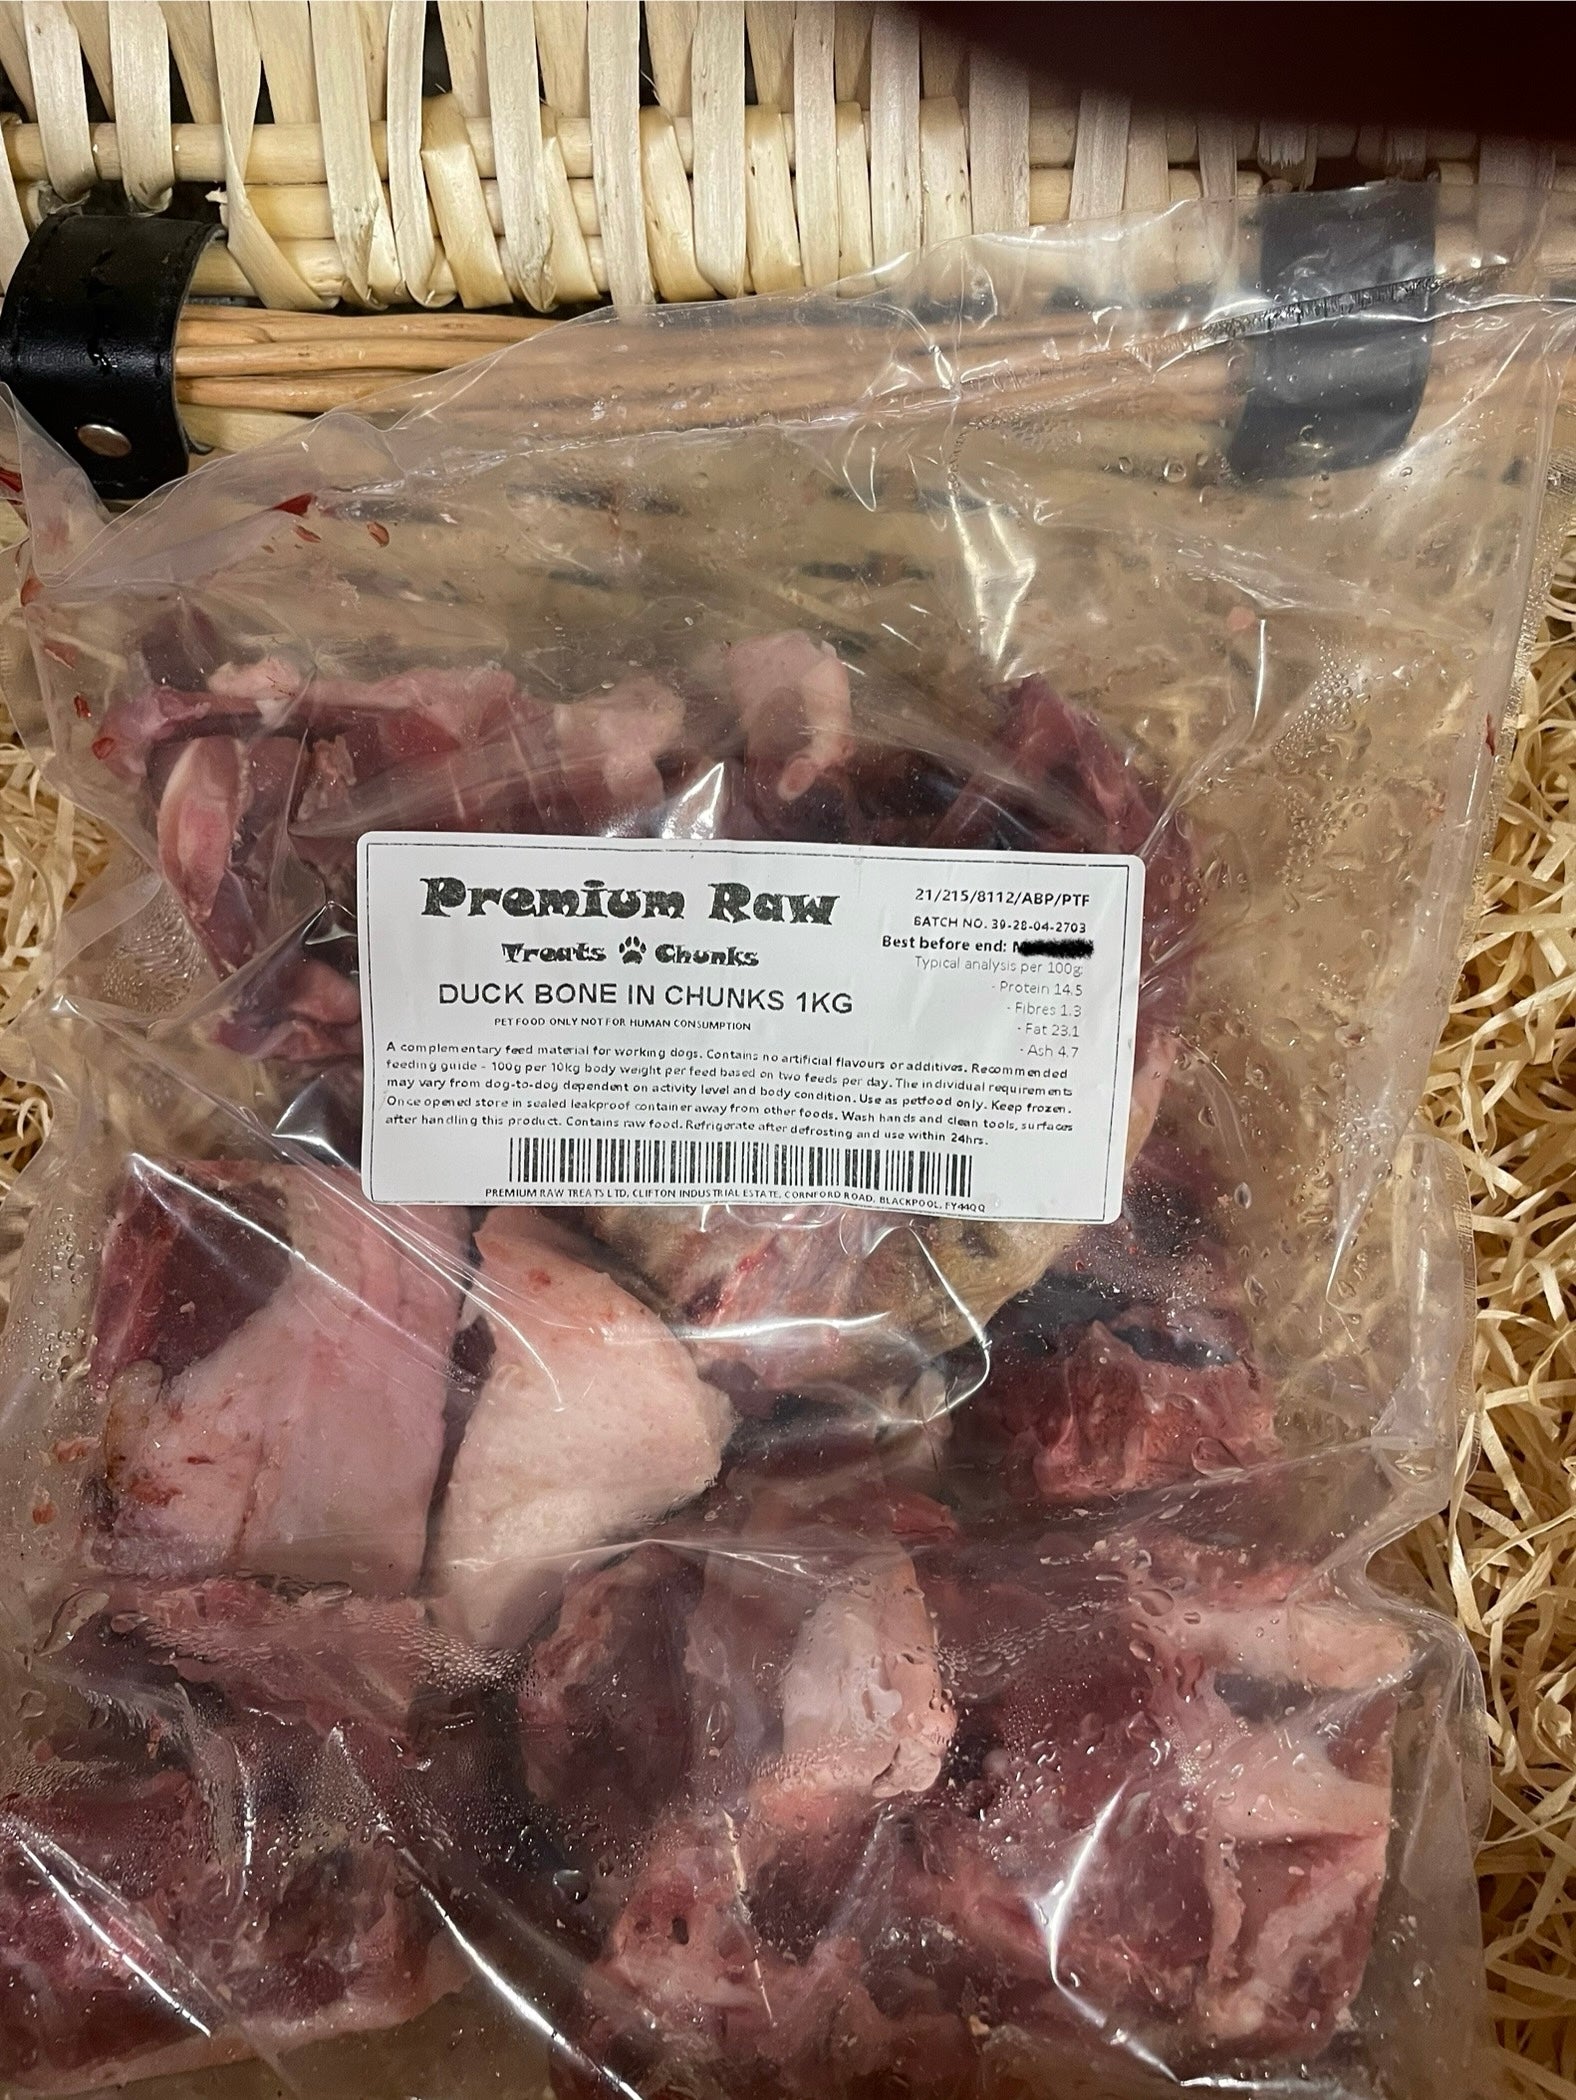 Premium Raw
Treats Chunks
DUCK BONE IN CHUNKS 1KG
PET FOOD ONLY NOT FOR HUMAN CONSUMPTION
21/215/8112/ABP/PTF
BATCH NO. 39-28-04-2703
Best before end:
Typical analysis per 100g:
- Protein 14.5
- Fibres 1.3
- Fat 23.1
- Ash 4.7
A complementary feed material for working dogs. Contains no artificial flavours or additives. Recommended
feeding guide - 100g per 10kg body weight per feed based on two feeds per day. The individual requirements
may vary from dog-to-dog dependent on activity level and body condition. Use as petfood only. Keep frozen.
Once opened store in sealed leakproof container away from other foods. Wash hands and clean tools, surfaces
after handling this product. Contains raw food. Refrigerate after defrosting and use within 24hrs.
PREMIUM RAW TREATS LTD, CLIFTON INDUSTRIAL ESTATE, CORNFORD ROAD, BLACKPOOL, FY44QQ